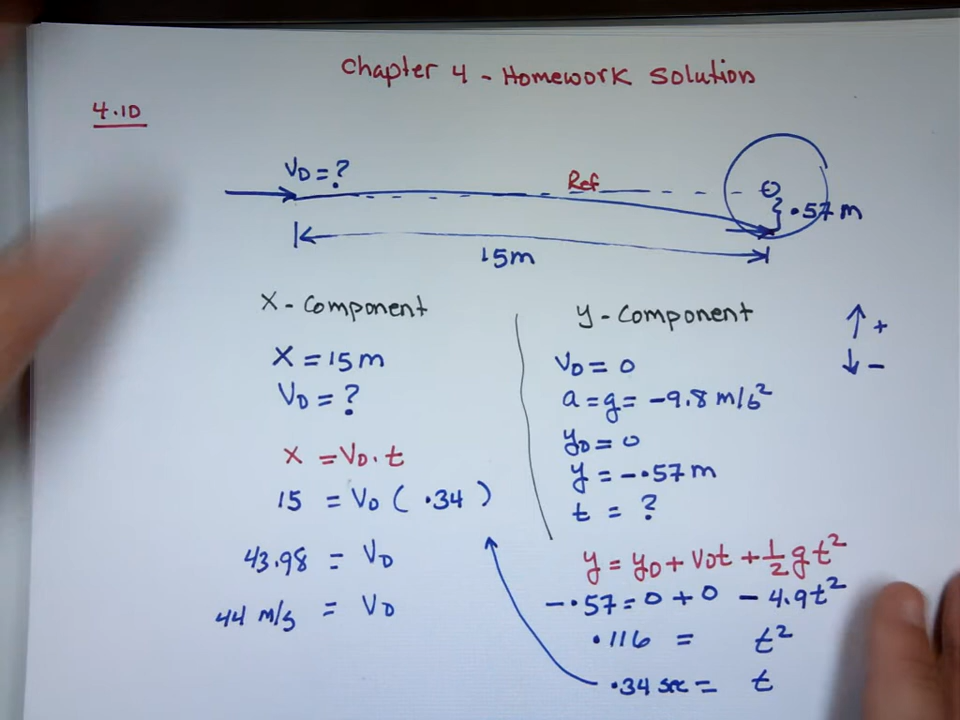 Chapter 4 - Homework Solution
4.10
V0 = ?
Ref
.57 m
15m
X - Component
X = 15 m
V0 = ?
X = V0 . t
15 = V0 ( .34 )
43.98 = V0
44 m/s = V0
y - Component
↑ +
↓ -
V0 = 0
a = g = -9.8 m/s²
y0 = 0
y = -.57 m
t = ?
y = y0 + V0t + 1/2 gt²
-.57 = 0 + 0 - 4.9t²
.116 = t²
.34 sec = t